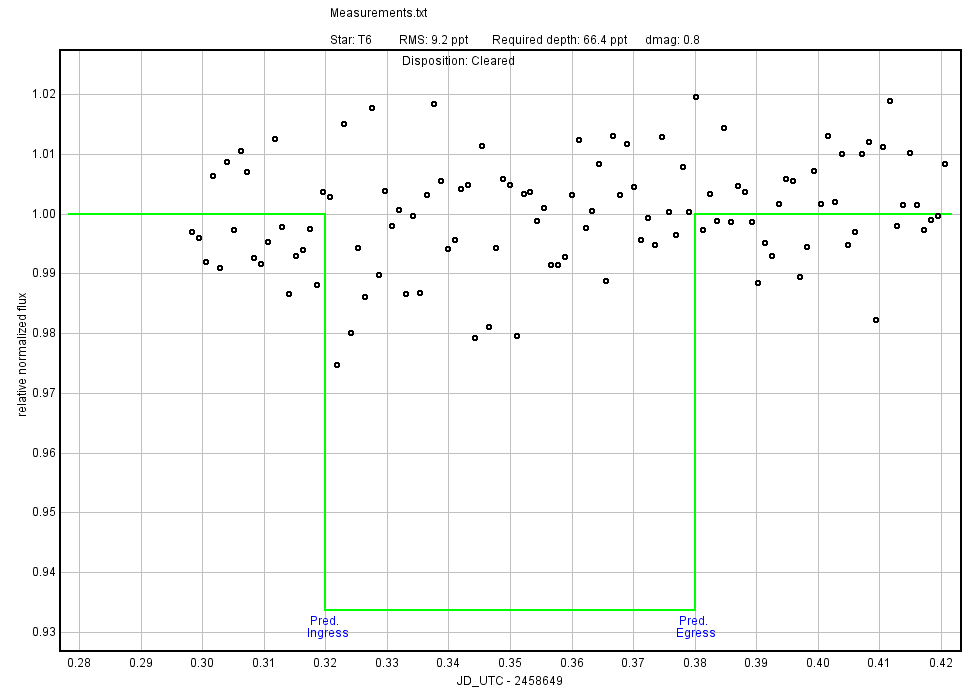 Measurements.txt
Star: T6 RMS: 9.2 ppt Required depth: 66.4 ppt dmag: 0.8
Disposition: Cleared
relative normalized flux
1.02
1.01
1.00
0.99
0.98
0.97
0.96
0.95
0.94
0.93
Pred. Pred.
Ingress Egress
0.28 0.29 0.30 0.31 0.32 0.33 0.34 0.35 0.36 0.37 0.38 0.39 0.40 0.41 0.42
JD_UTC - 2458649